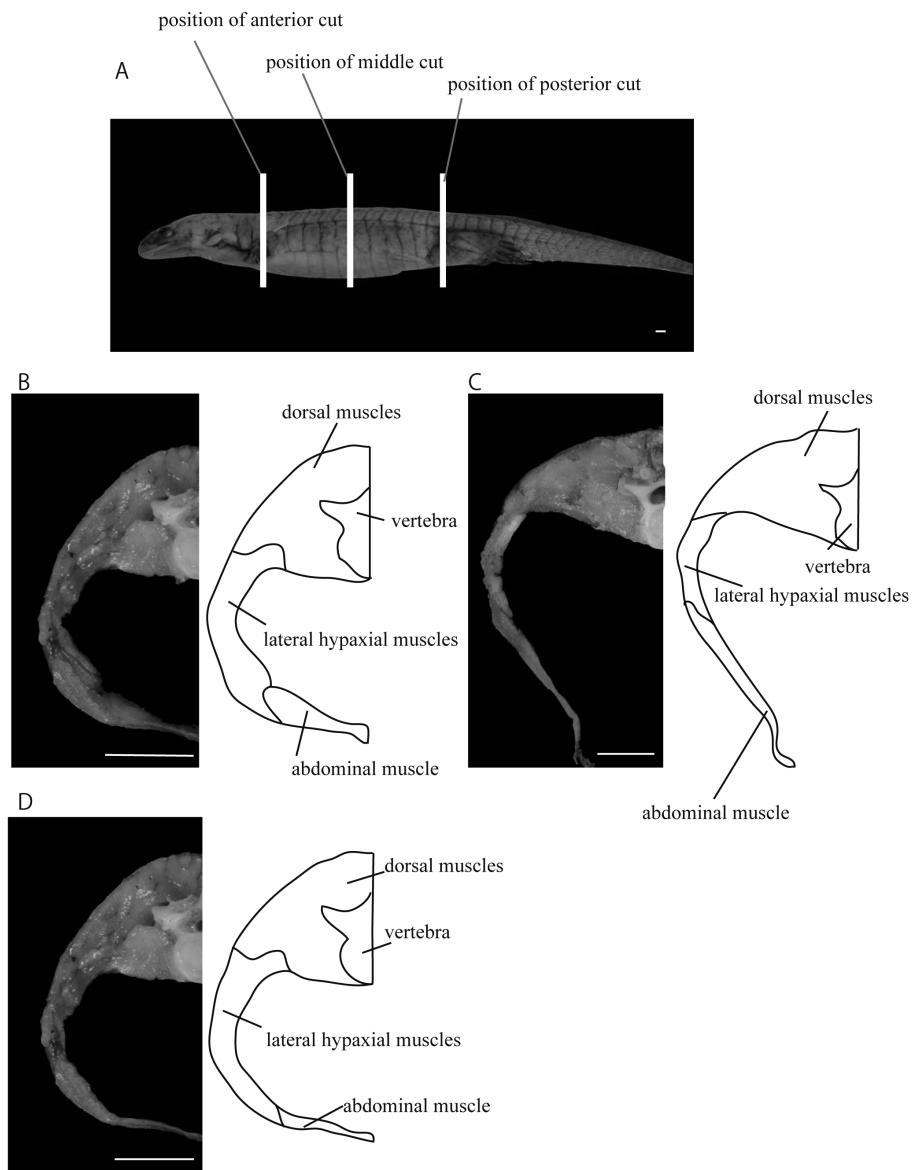 position of anterior cut
position of middle cut
A
position of posterior cut
B
C
dorsal muscles
vertebra
lateral hypaxial muscles
abdominal muscle
dorsal muscles
vertebra
lateral hypaxial muscles
abdominal muscle
D
dorsal muscles
vertebra
lateral hypaxial muscles
abdominal muscle